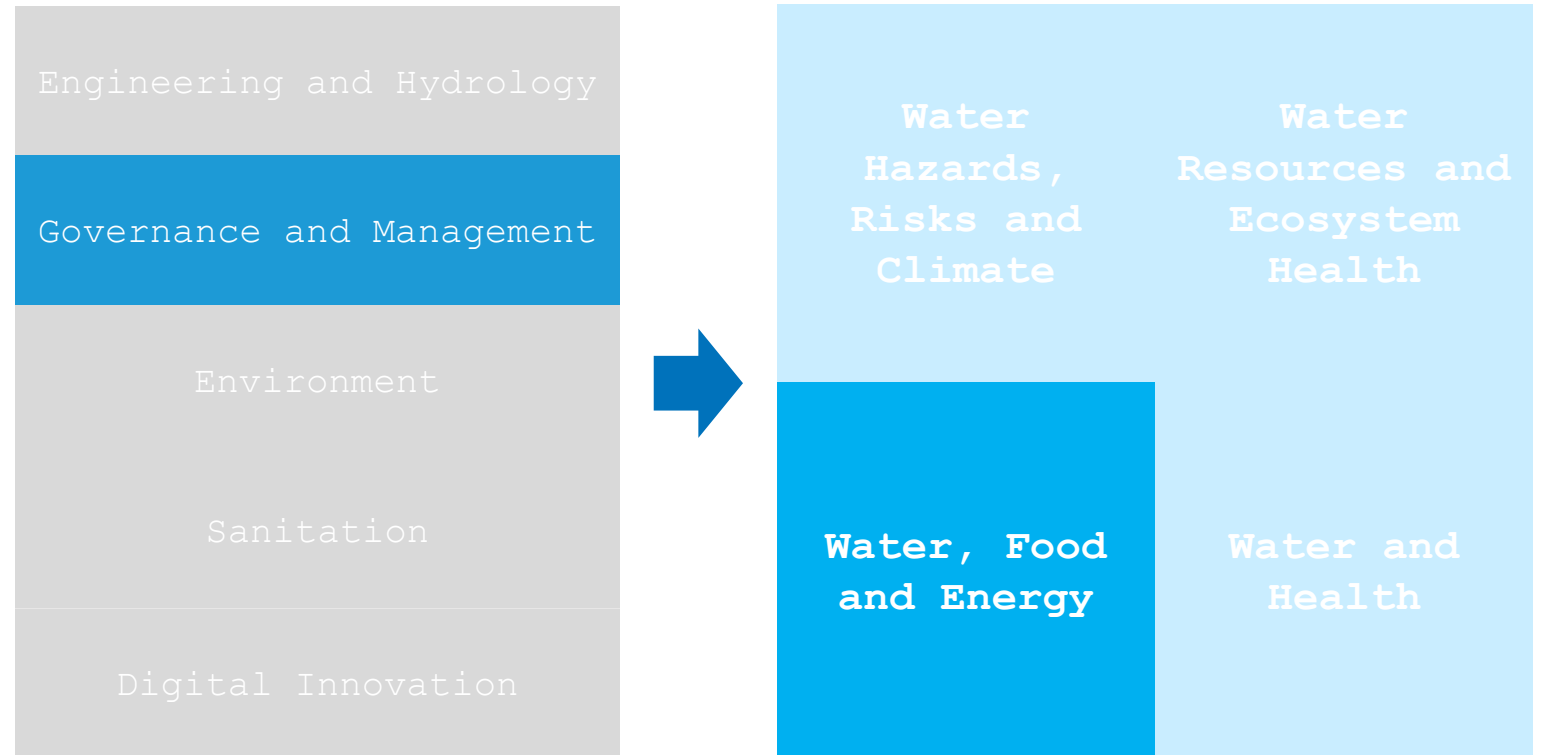 Engineering and Hydrology
Governance and Management
Environment
Sanitation
Digital Innovation
Water
Hazards,
Risks and
Climate
Water
Resources and
Ecosystem
Health
Water, Food
and Energy
Water and
Health